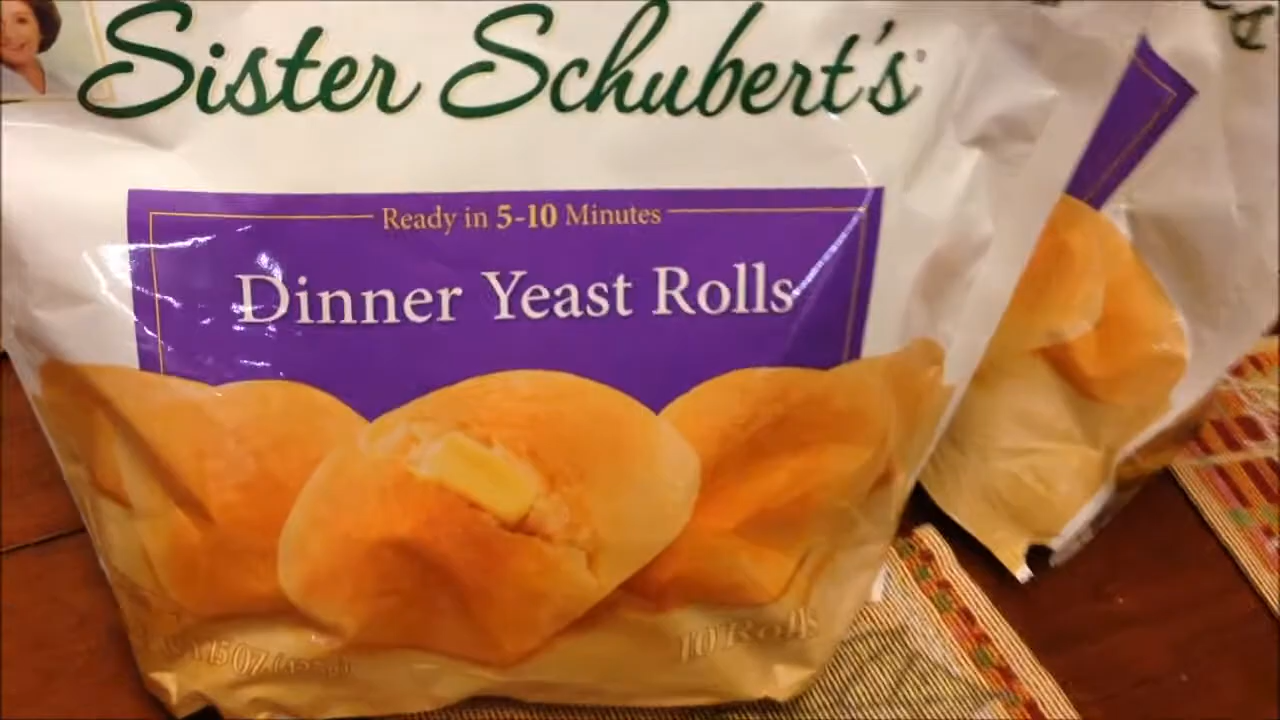 Sister Schubert's
Ready in 5-10 Minutes
Dinner Yeast Rolls
15 OZ
10 Rolls